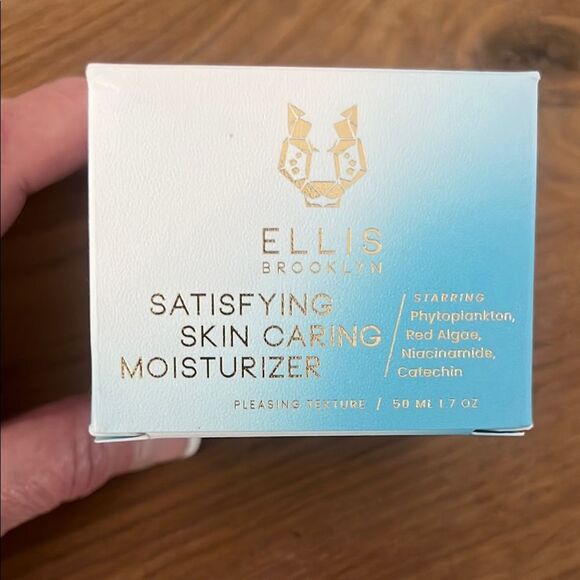 ELLIS
BROOKLYN
SATISFYING
SKIN CARING
MOISTURIZER
STARRING
Phytoplankton,
Red Algae,
Niacinamide,
Catechin
PLEASING TEXTURE / 50 ML 1.7 OZ